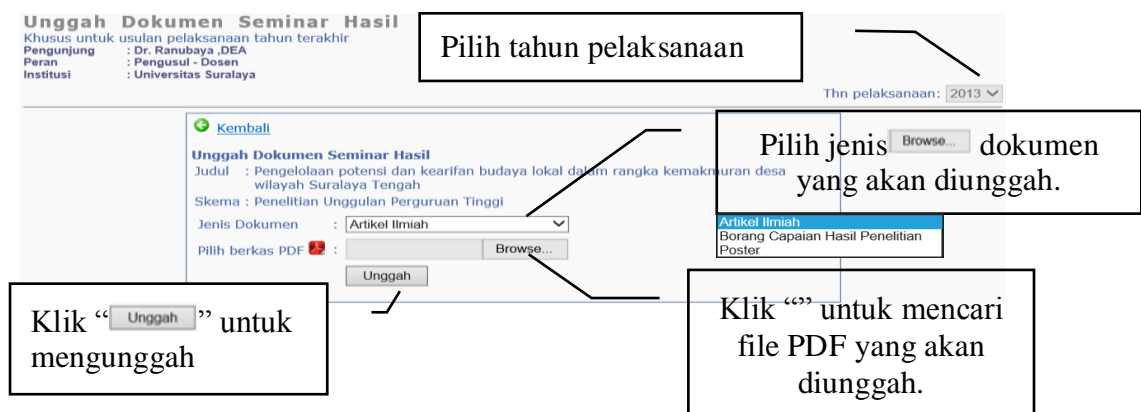 Unggah Dokumen Seminar Hasil
Khusus untuk usulan pelaksanaan tahun terakhir
Pengunjung : Dr. Ranubaya ,DEA
Peran : Pengusul - Dosen
Institusi : Universitas Suralaya
Pilih tahun pelaksanaan
Thn pelaksanaan: 2013
Kembali
Unggah Dokumen Seminar Hasil
Judul : Pengelolaan potensi dan kearifan budaya lokal dalam rangka kemakmuran desa
wilayah Suralaya Tengah
Skema : Penelitian Unggulan Perguruan Tinggi
Jenis Dokumen : Artikel Ilmiah
Pilih berkas PDF : Browse...
Unggah
Pilih jenis Browse... dokumen
yang akan diunggah.
Artikel Ilmiah
Borang Capaian Hasil Penelitian
Poster
Klik “ Unggah ” untuk
mengunggah
Klik “” untuk mencari
file PDF yang akan
diunggah.